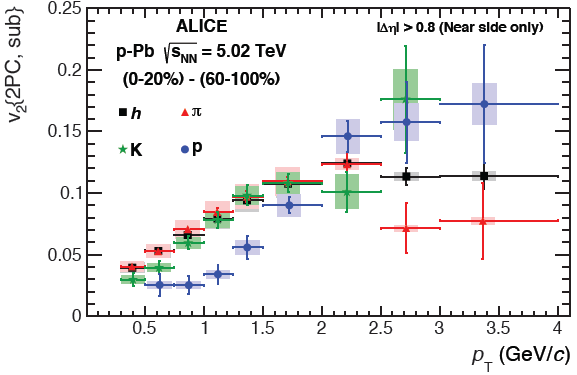 ALICE
|Δη| > 0.8 (Near side only)
p-Pb √sNN = 5.02 TeV
(0-20%) - (60-100%)
h
π
K
p
v2{2PC, sub}
0.25
0.2
0.15
0.1
0.05
0
0.5
1
1.5
2
2.5
3
3.5
4
pT (GeV/c)